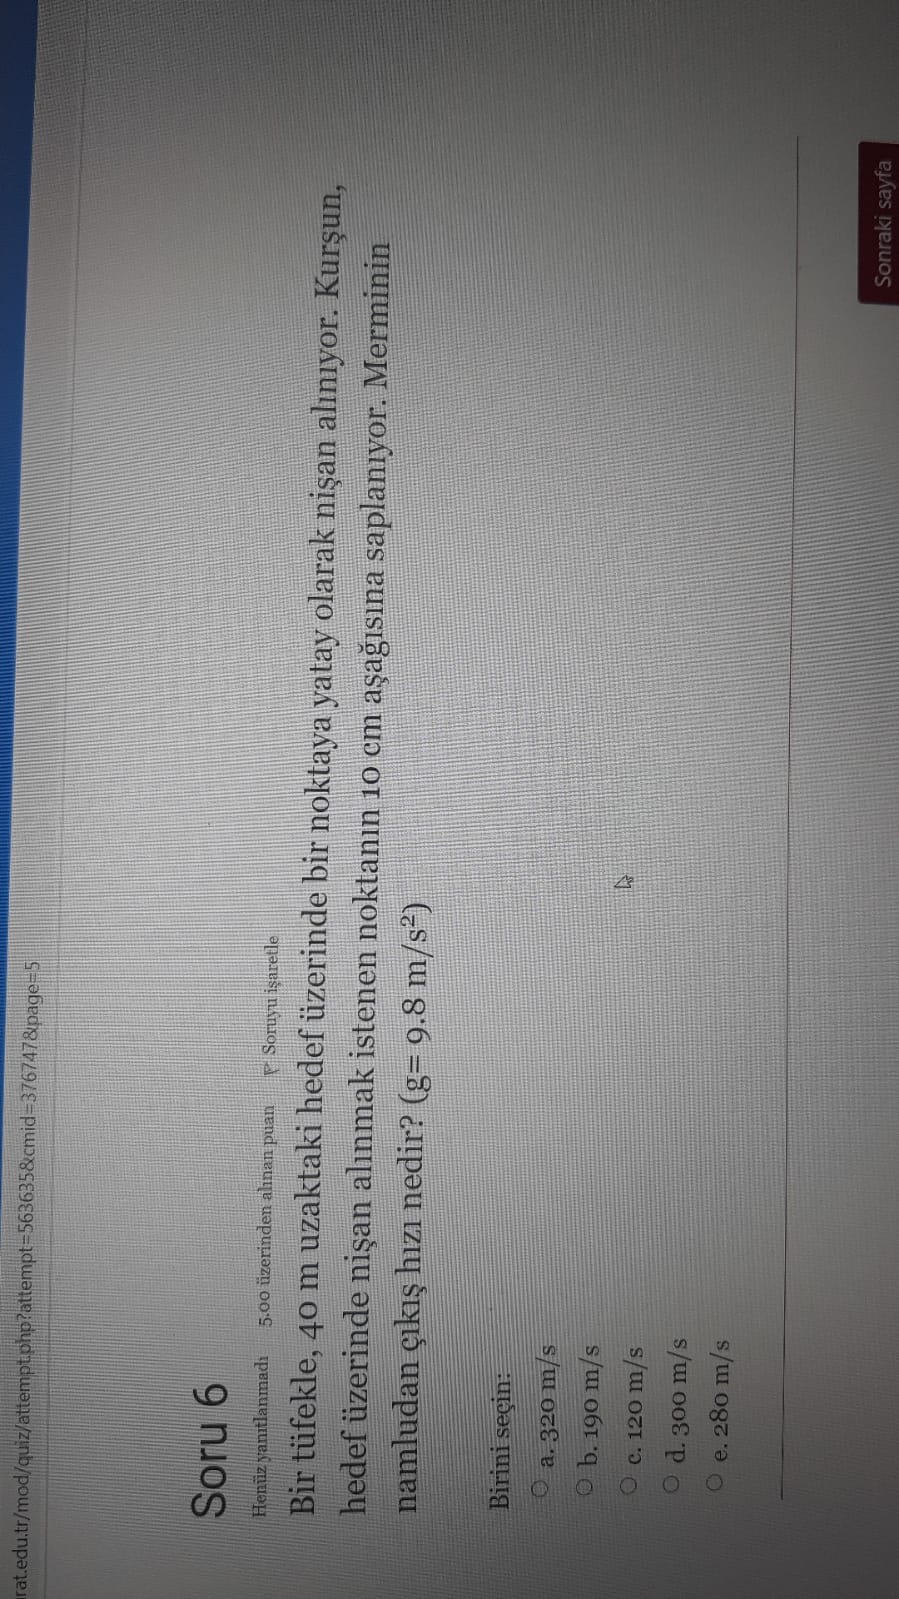 rat.edu.tr/mod/quiz/attempt.php?attempt=563635&cmid=376747&page=5
Soru 6
Henüz yanıtlanmadı 5.00 üzerinden alınan puan Soruyu işaretle
Bir tüfekle, 40 m uzaktaki hedef üzerinde bir noktaya yatay olarak nişan alınıyor. Kurşun,
hedef üzerinde nişan alınmak istenen noktanın 10 cm aşağısına saplanıyor. Merminin
namludan çıkış hızı nedir? (g= 9.8 m/s²)
Birini seçin:
a. 320 m/s
b. 190 m/s
c. 120 m/s
d. 300 m/s
e. 280 m/s
Sonraki sayfa